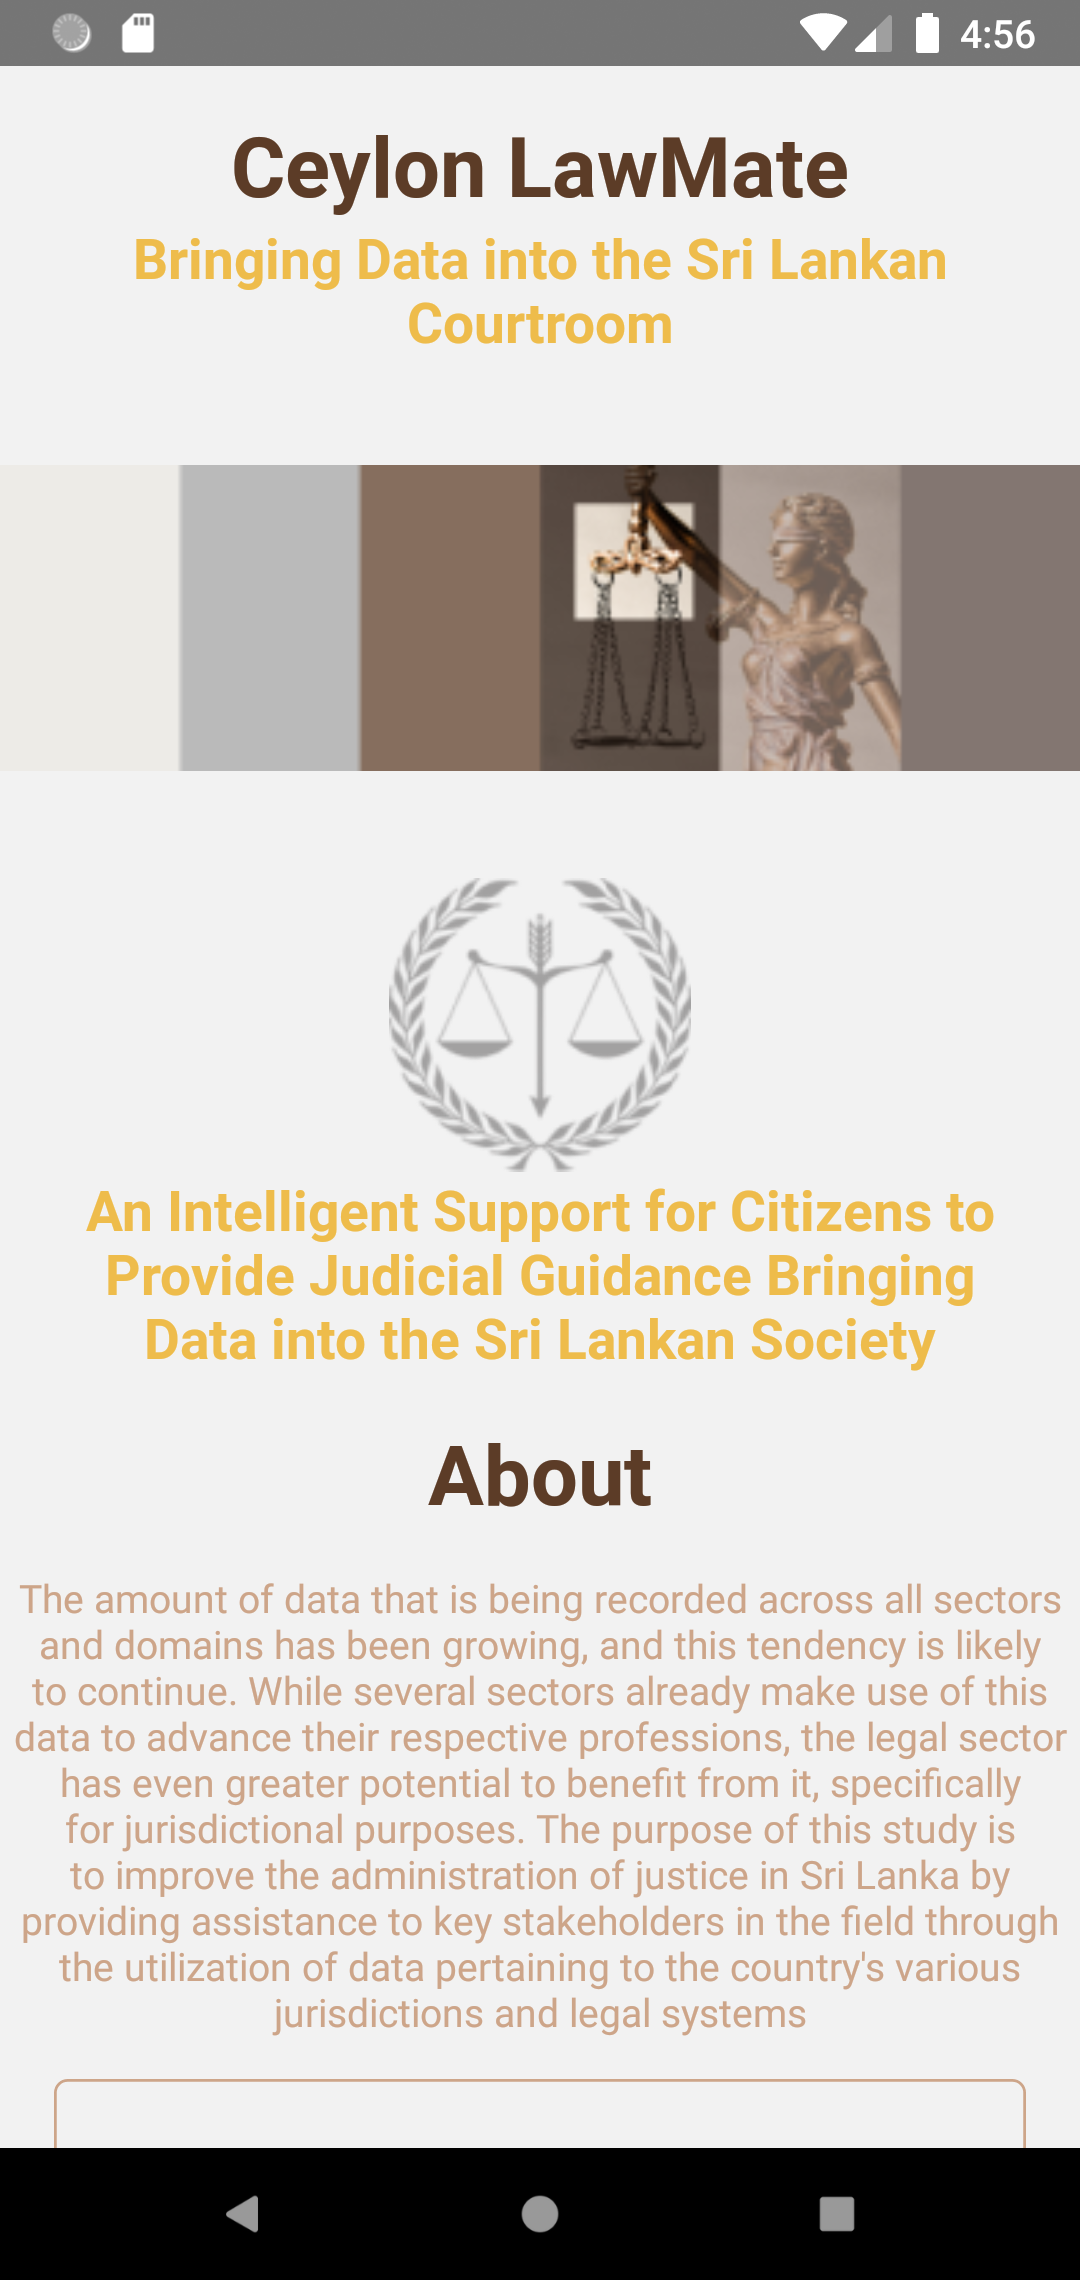 4:56
Ceylon LawMate
Bringing Data into the Sri Lankan
Courtroom
An Intelligent Support for Citizens to
Provide Judicial Guidance Bringing
Data into the Sri Lankan Society
About
The amount of data that is being recorded across all sectors
and domains has been growing, and this tendency is likely
to continue. While several sectors already make use of this
data to advance their respective professions, the legal sector
has even greater potential to benefit from it, specifically
for jurisdictional purposes. The purpose of this study is
to improve the administration of justice in Sri Lanka by
providing assistance to key stakeholders in the field through
the utilization of data pertaining to the country's various
jurisdictions and legal systems